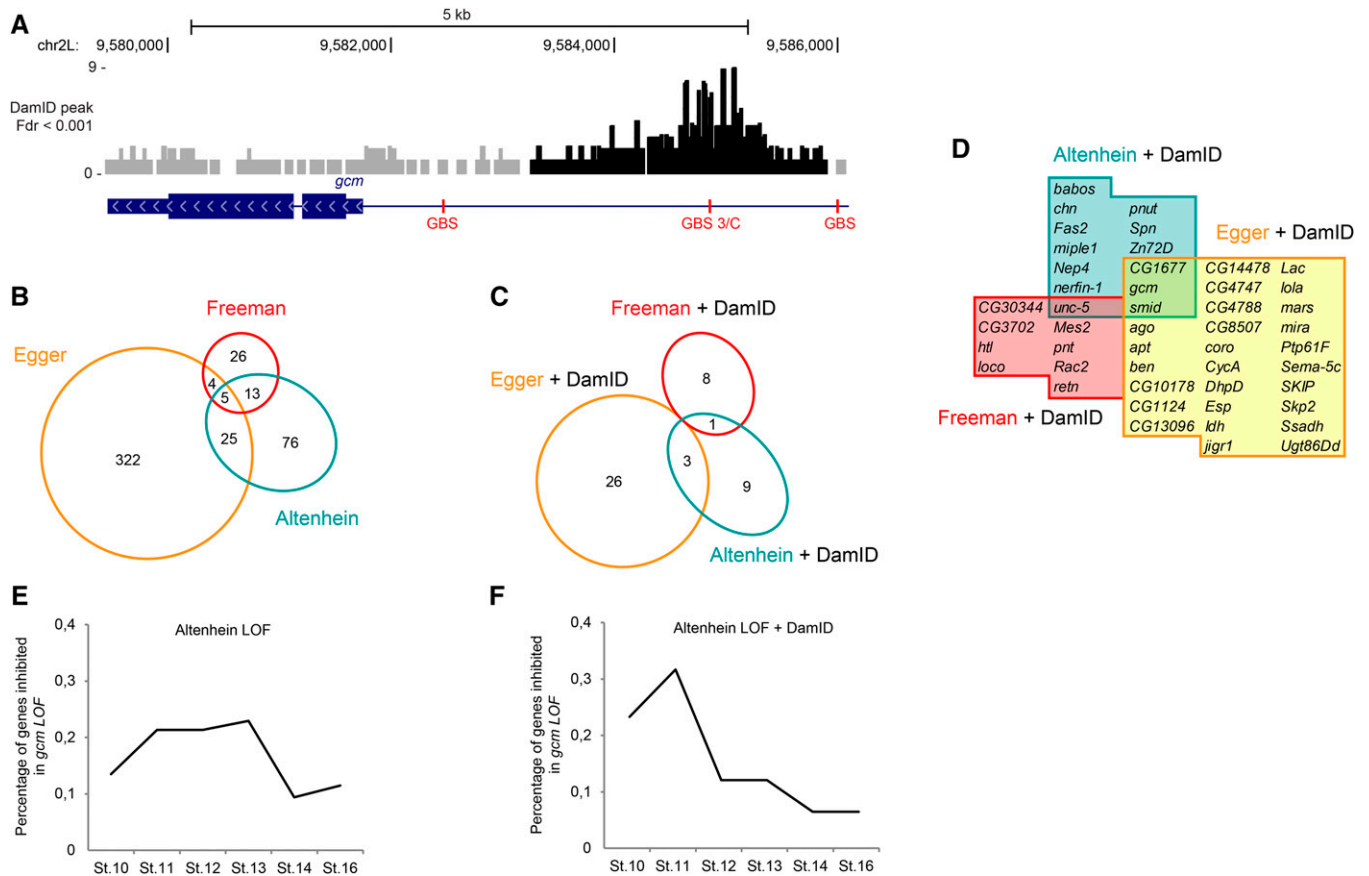 A
5 kb
chr2L: 9,580,000 9,582,000 9,584,000 9,586,000
9 -
DamID peak
Fdr < 0.001
0 -
gcm
GBS GBS 3/C GBS
B
Freeman
Egger
26
4
5
13
25
76
322
Altenhein
C
Freeman + DamID
8
Egger + DamID
1
3
26
9
Altenhein + DamID
D
Altenhein + DamID
babos
chn pnut
Fas2 Spn
Egger + DamID
miple1 Zn72D
Nep4 CG1677 CG14478 Lac
nerfin-1 gcm CG4747 lola
CG30344 unc-5 smid CG4788 mars
CG3702 Mes2 ago CG8507 mira
htl pnt apt coro Ptp61F
loco Rac2 ben CycA Sema-5c
retn CG10178 DhpD SKIP
Freeman + DamID
CG1124 Esp Skp2
CG13096 Idh Ssadh
jigr1 Ugt86Dd
E
Altenhein LOF
Percentage of genes inhibited
in gcm LOF
0,4
0,3
0,2
0,1
0
St.10 St.11 St.12 St.13 St.14 St.16
F
Altenhein LOF + DamID
Percentage of genes inhibited
in gcm LOF
0,4
0,3
0,2
0,1
0
St.10 St.11 St.12 St.13 St.14 St.16